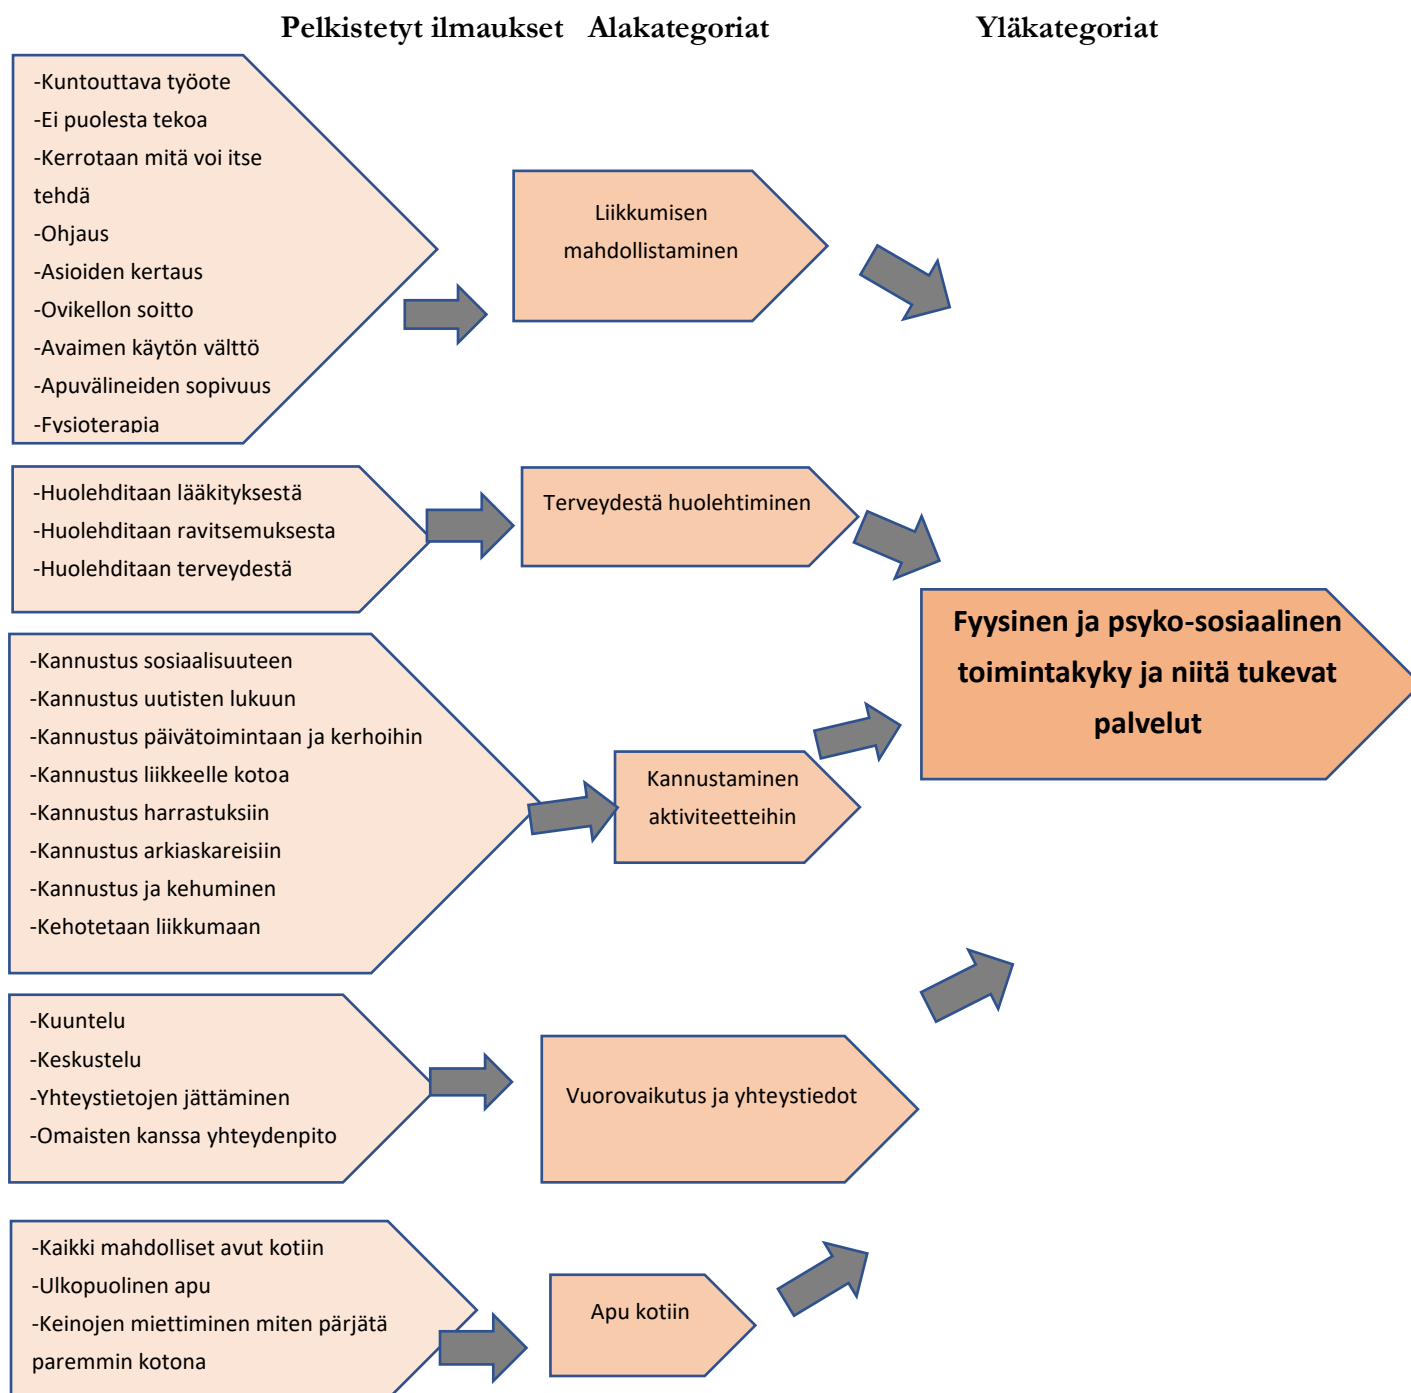 Pelkistetyt ilmaukset Alakategoriat Yläkategoriat
-Kuntouttava työote
-Ei puolesta tekoa
-Kerrotaan mitä voi itse
tehdä
-Ohjaus
-Asioiden kertaus
-Ovikellon soitto
-Avaimen käytön välttö
-Apuvälineiden sopivuus
-Fysioterapia
Liikkumisen
mahdollistaminen
-Huolehditaan lääkityksestä
-Huolehditaan ravitsemuksesta
-Huolehditaan terveydestä
Terveydestä huolehtiminen
-Kannustus sosiaalisuuteen
-Kannustus uutisten lukuun
-Kannustus päivätoimintaan ja kerhoihin
-Kannustus liikkeelle kotoa
-Kannustus harrastuksiin
-Kannustus arkiaskareisiin
-Kannustus ja kehuminen
-Kehotetaan liikkumaan
Kannustaminen
aktiviteetteihin
-Kuuntelu
-Keskustelu
-Yhteystietojen jättäminen
-Omaisten kanssa yhteydenpito
Vuorovaikutus ja yhteystiedot
-Kaikki mahdolliset avut kotiin
-Ulkopuolinen apu
-Keinojen miettiminen miten pärjätä
paremmin kotona
Apu kotiin
Fyysinen ja psyko-sosiaalinen
toimintakyky ja niitä tukevat
palvelut